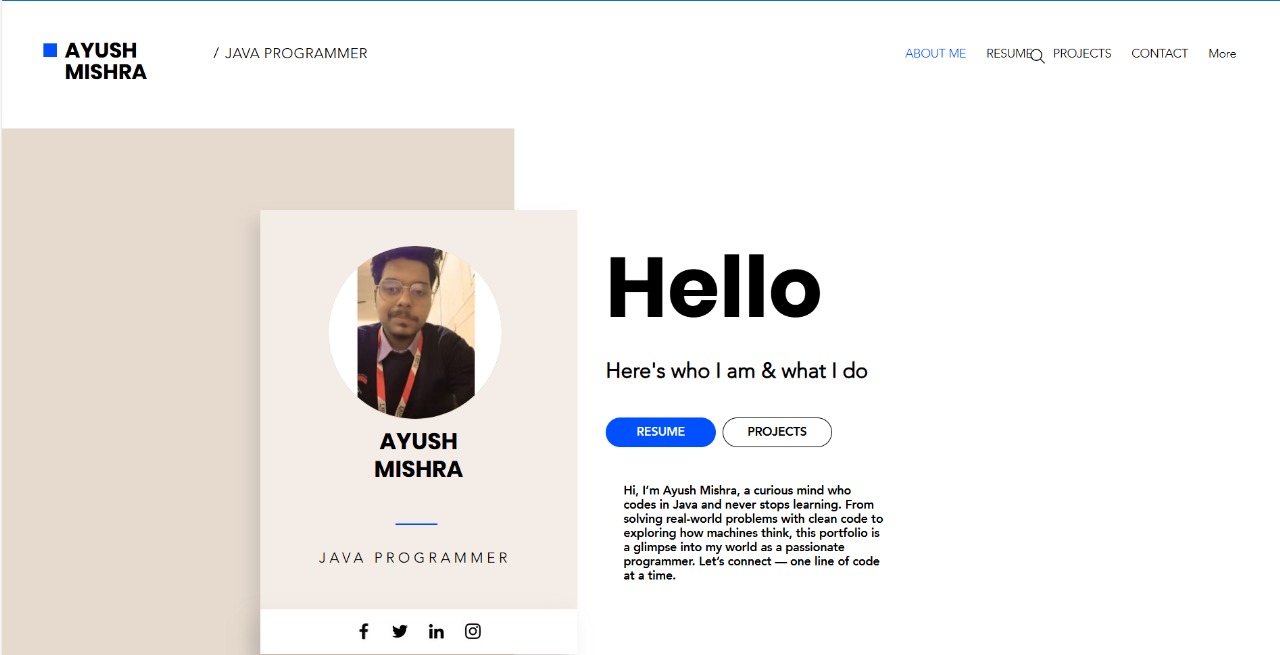 AYUSH
MISHRA
/ JAVA PROGRAMMER
ABOUT ME
RESUME
PROJECTS
CONTACT
More
AYUSH
MISHRA
JAVA PROGRAMMER
Hello
Here's who I am & what I do
RESUME
PROJECTS
Hi, I’m Ayush Mishra, a curious mind who
codes in Java and never stops learning. From
solving real-world problems with clean code to
exploring how machines think, this portfolio is
a glimpse into my world as a passionate
programmer. Let’s connect — one line of code
at a time.